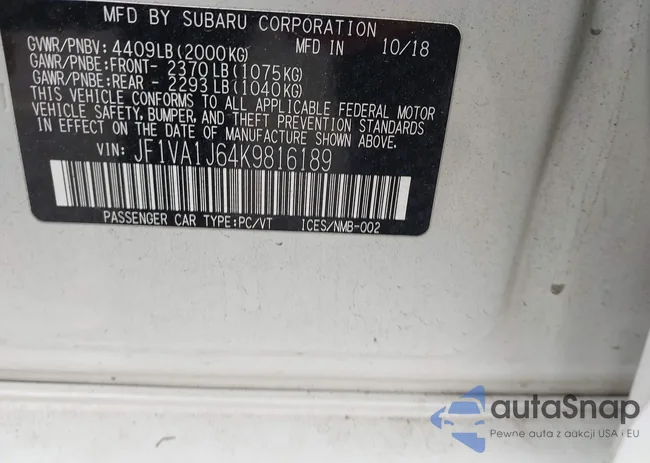 MFD BY SUBARU CORPORATION
GVWR/PNBV: 4409LB(2000KG) MFD IN 10/18
GAWR/PNBE:FRONT- 2370LB(1075KG)
GAWR/PNBE:REAR - 2293LB(1040KG)
THIS VEHICLE CONFORMS TO ALL APPLICABLE FEDERAL MOTOR
VEHICLE SAFETY, BUMPER, AND THEFT PREVENTION STANDARDS
IN EFFECT ON THE DATE OF MANUFACTURE SHOWN ABOVE.
VIN: JF1VA1J64K9816189
PASSENGER CAR TYPE:PC/VT ICES/NMB-002
autaSnap
Pewne auta z aukcji USA i EU